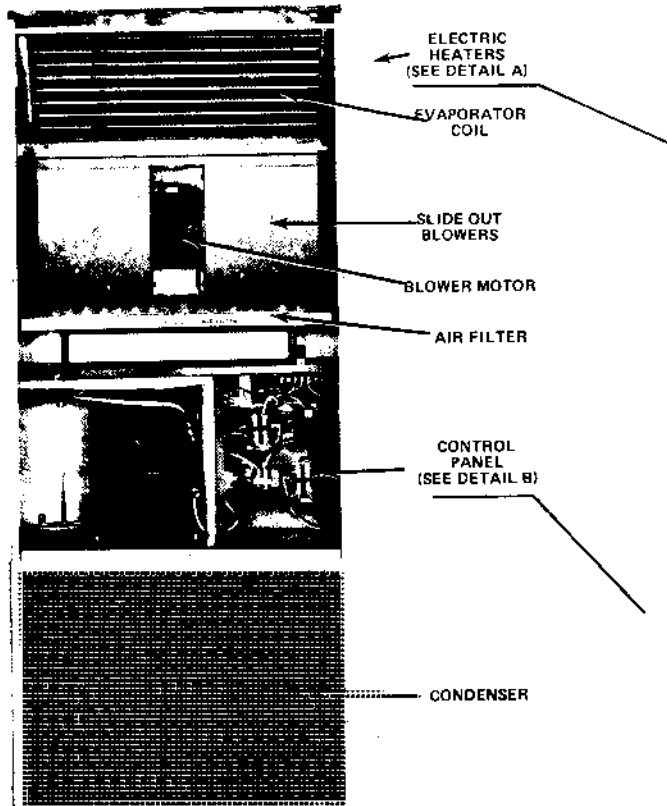 ELECTRIC
HEATERS
(SEE DETAIL A)
EVAPORATOR
COIL
SLIDE OUT
BLOWERS
BLOWER MOTOR
AIR FILTER
CONTROL
PANEL
(SEE DETAIL B)
CONDENSER